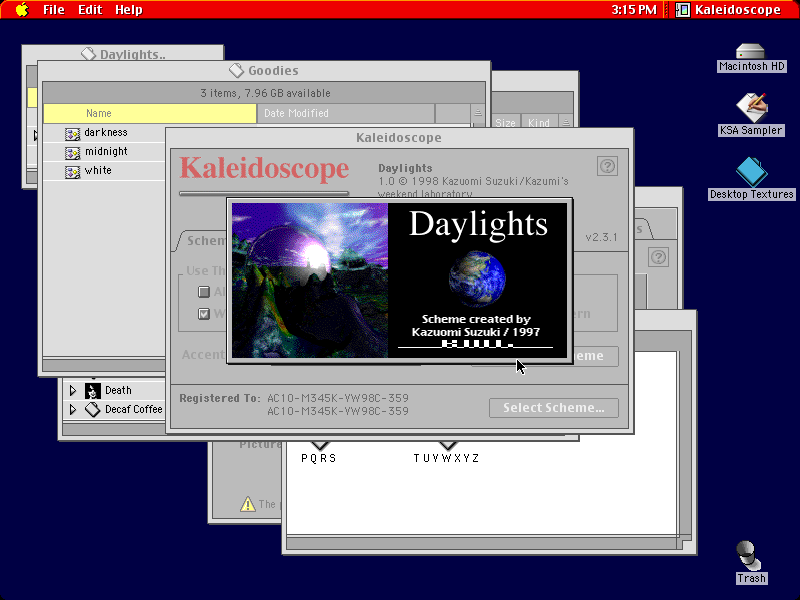 File Edit Help
3:15 PM
Kaleidoscope
Daylights..
Goodies
3 items, 7.96 GB available
Name
Date Modified
Size
Kind
darkness
midnight
white
Macintosh HD
KSA Sampler
Desktop Textures
Kaleidoscope
Kaleidoscope
Daylights
1.0 © 1998 Kazuomi Suzuki/Kazumi's
weekend laboratory
v2.3.1
Daylights
Scheme created by
Kazuomi Suzuki / 1997
Use Th
Accent
Registered To: AC10-M345K-YW98C-359
AC10-M345K-YW98C-359
Select Scheme...
Death
Decaf Coffee
Picture
The
PQRS
TUVWXYZ
Trash